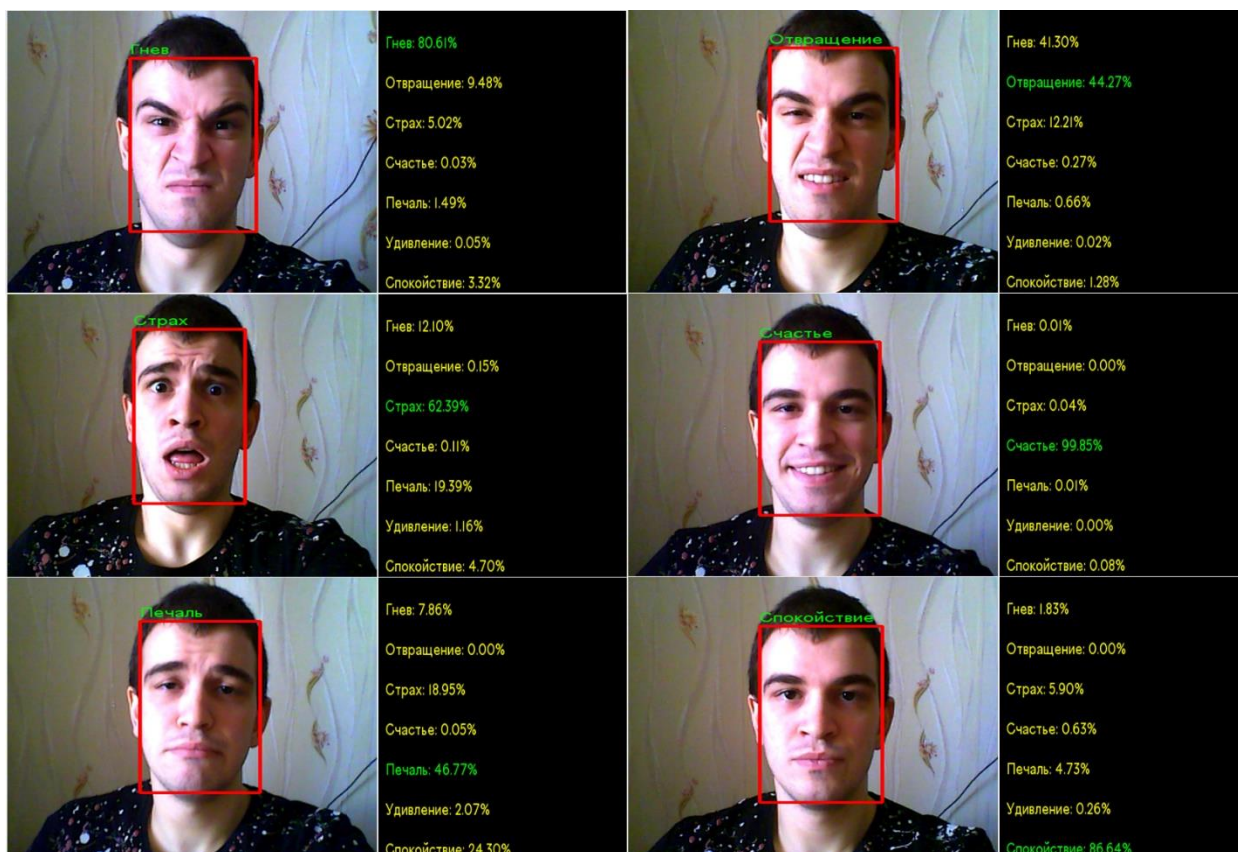 Гнев
Гнев: 80.61%
Отвращение: 9.48%
Страх: 5.02%
Счастье: 0.03%
Печаль: 1.49%
Удивление: 0.05%
Спокойствие: 3.32%
Отвращение
Гнев: 41.30%
Отвращение: 44.27%
Страх: 12.21%
Счастье: 0.27%
Печаль: 0.66%
Удивление: 0.02%
Спокойствие: 1.28%
Страх
Гнев: 12.10%
Отвращение: 0.15%
Страх: 62.39%
Счастье: 0.11%
Печаль: 19.39%
Удивление: 1.16%
Спокойствие: 4.70%
Счастье
Гнев: 0.01%
Отвращение: 0.00%
Страх: 0.04%
Счастье: 99.85%
Печаль: 0.01%
Удивление: 0.00%
Спокойствие: 0.08%
Печаль
Гнев: 7.86%
Отвращение: 0.00%
Страх: 18.95%
Счастье: 0.05%
Печаль: 46.77%
Удивление: 2.07%
Спокойствие: 24.30%
Спокойствие
Гнев: 1.83%
Отвращение: 0.00%
Страх: 5.90%
Счастье: 0.63%
Печаль: 4.73%
Удивление: 0.26%
Спокойствие: 86.64%